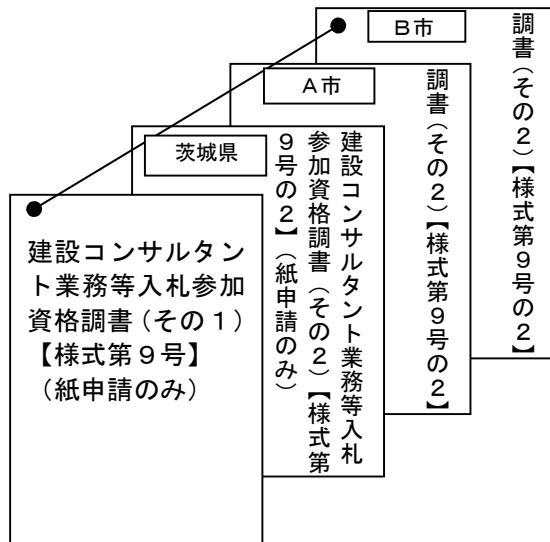 建設コンサルタン
ト業務等入札参加
資格調書（その１）
【様式第９号】
（紙申請のみ）
茨城県
建設コンサルタント業務等入札
参加資格調書（その２）【様式第
９号の２】（紙申請のみ）
Ａ市
調書（その２）【様式第９号の２】
Ｂ市
調書（その２）【様式第９号の２】